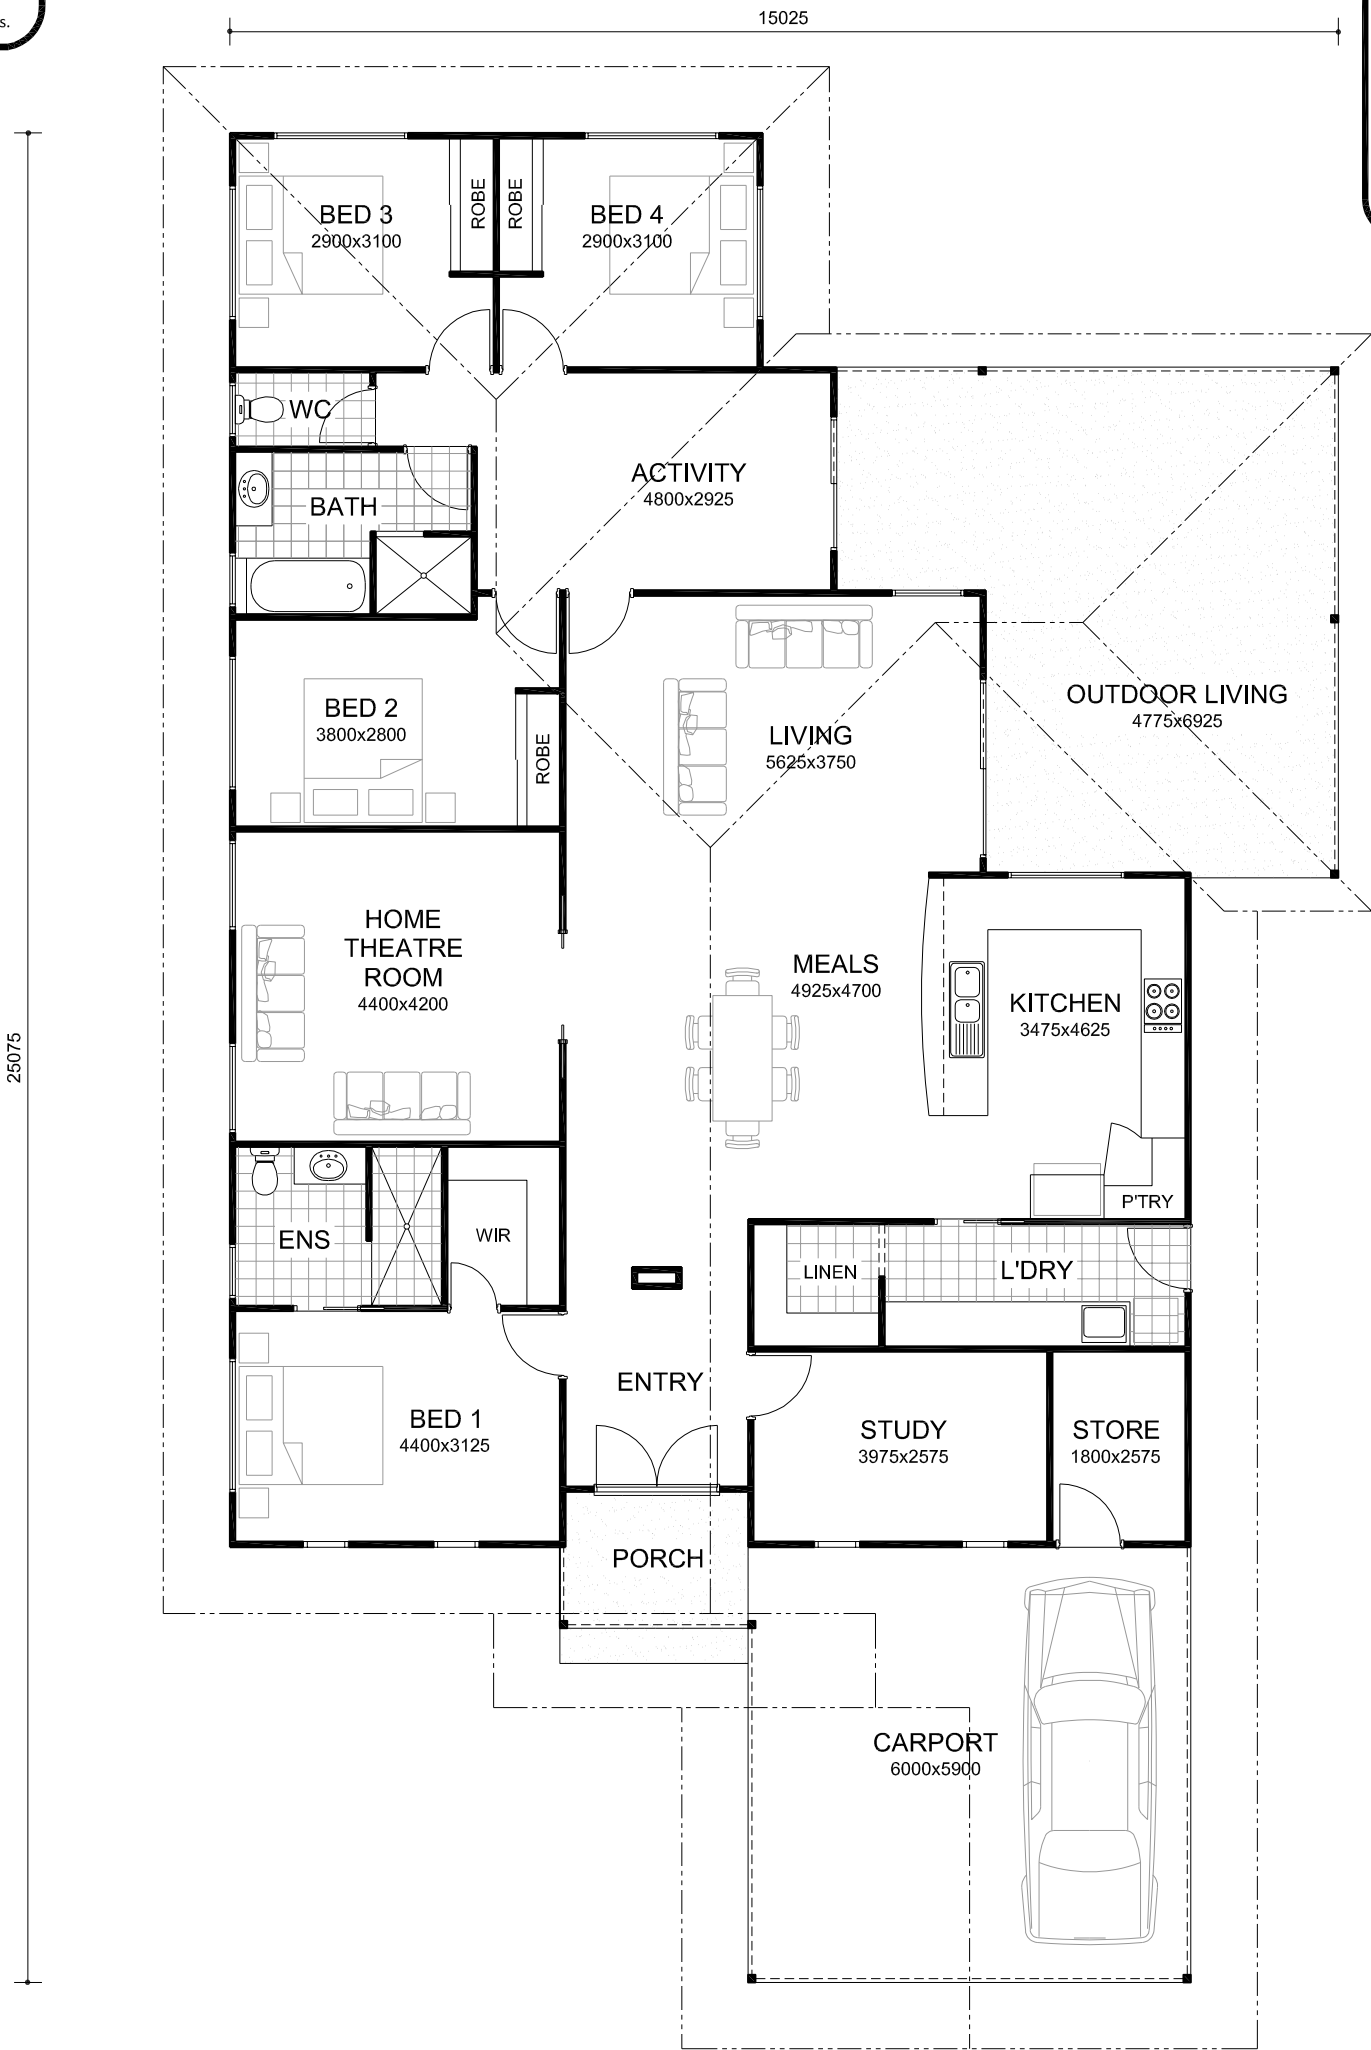 s.
15025
BED 3
2900x3100
ROBE
ROBE
BED 4
2900x3100
WC
BATH
ACTIVITY
4800x2925
BED 2
3800x2800
ROBE
LIVING
5625x3750
OUTDOOR LIVING
4775x6925
HOME
THEATRE
ROOM
4400x4200
MEALS
4925x4700
KITCHEN
3475x4625
25075
P'TRY
ENS
WIR
LINEN
L'DRY
ENTRY
BED 1
4400x3125
STUDY
3975x2575
STORE
1800x2575
PORCH
CARPORT
6000x5900